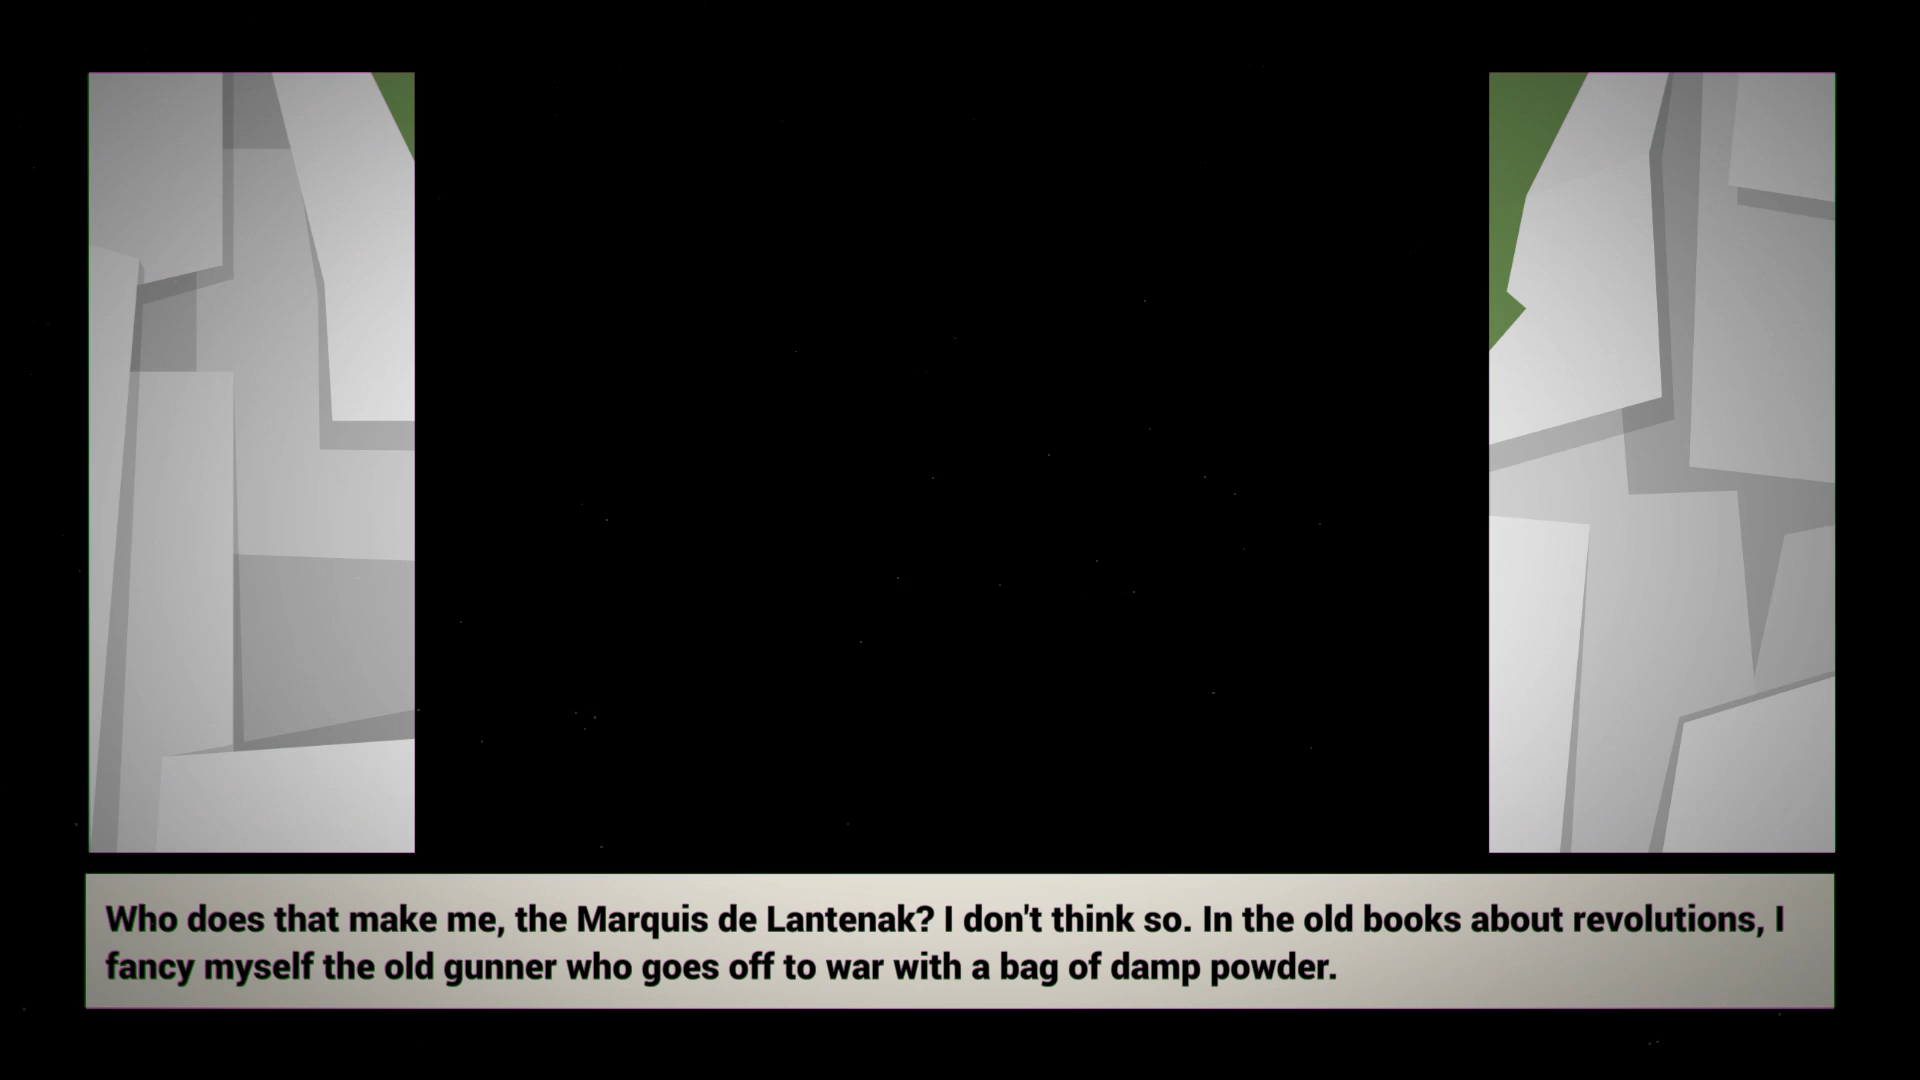 Who does that make me, the Marquis de Lantenak? I don't think so. In the old books about revolutions, I
fancy myself the old gunner who goes off to war with a bag of damp powder.